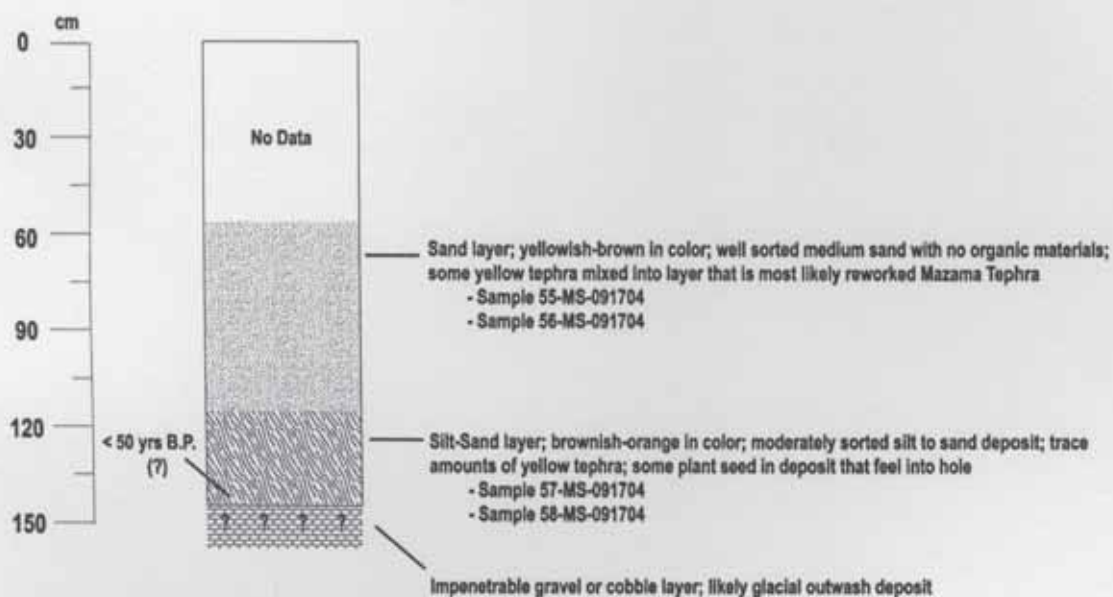 cm
0
30
60
90
120
150
No Data
Sand layer; yellowish-brown in color; well sorted medium sand with no organic materials;
some yellow tephra mixed into layer that is most likely reworked Mazama Tephra
- Sample 55-MS-091704
- Sample 56-MS-091704
< 50 yrs B.P.
(?)
Silt-Sand layer; brownish-orange in color; moderately sorted silt to sand deposit; trace
amounts of yellow tephra; some plant seed in deposit that feel into hole
- Sample 57-MS-091704
- Sample 58-MS-091704
? ? ? ?
Impenetrable gravel or cobble layer; likely glacial outwash deposit